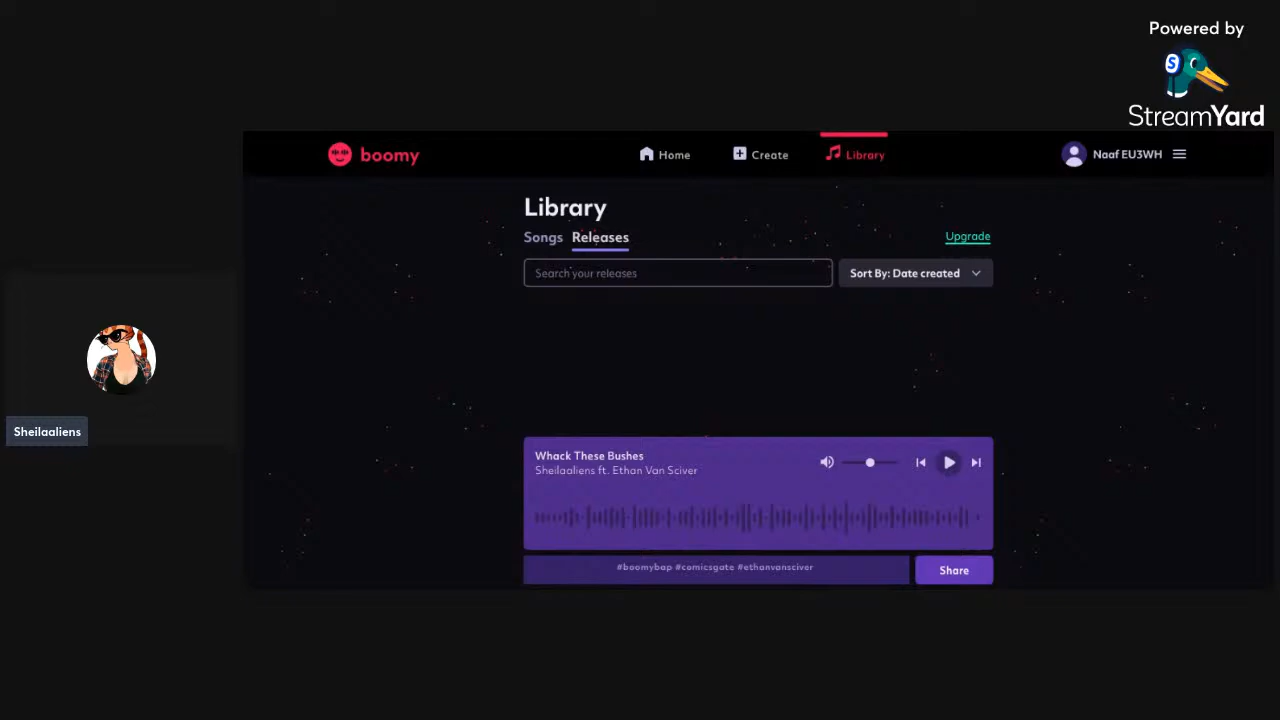 Powered by
StreamYard
boomy
Home
Create
Library
Naaf EU3WH
Library
Songs
Releases
Upgrade
Search your releases
Sort By: Date created
Sheilaaliens
Whack These Bushes
Sheilaaliens ft. Ethan Van Sciver
#boomybap #comicsgate #ethanvansciver
Share